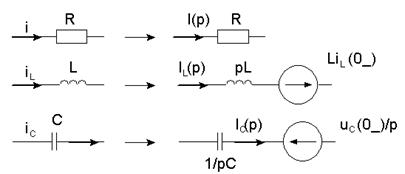 i R I(p) R
i_L L I_L(p) pL Li_L(0_)
i_C C 1/pC I_C(p) u_C(0_)/p